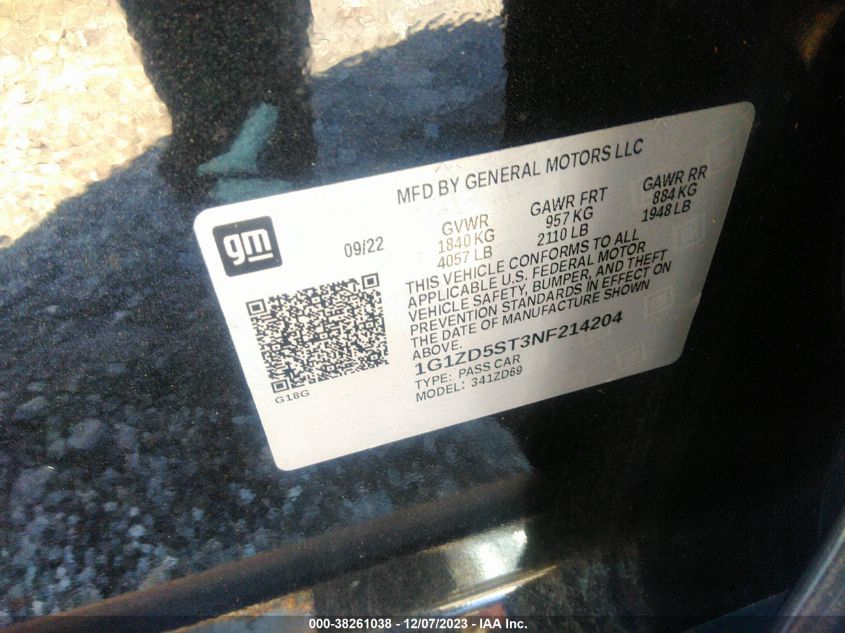 MFD BY GENERAL MOTORS LLC
gm
09/22
GVWR
1840 KG
4057 LB
GAWR FRT
957 KG
2110 LB
GAWR RR
884 KG
1948 LB
THIS VEHICLE CONFORMS TO ALL
APPLICABLE U.S. FEDERAL MOTOR
VEHICLE SAFETY, BUMPER, AND THEFT
PREVENTION STANDARDS IN EFFECT ON
THE DATE OF MANUFACTURE SHOWN
ABOVE.
1G1ZD5ST3NF214204
TYPE: PASS CAR
MODEL: 341ZD69
G18G
000-38261038 - 12/07/2023 - IAA Inc.